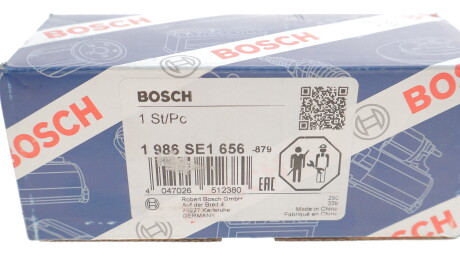 BOSCH
BOSCH
1 St/Pc
1 986 SE1 656 -879
4 047026 512380
EAC
BOSCH
Robert Bosch GmbH
Auf der Breit 4
76227 Karlsruhe
GERMANY
Made in China
Fabriqué en Chine